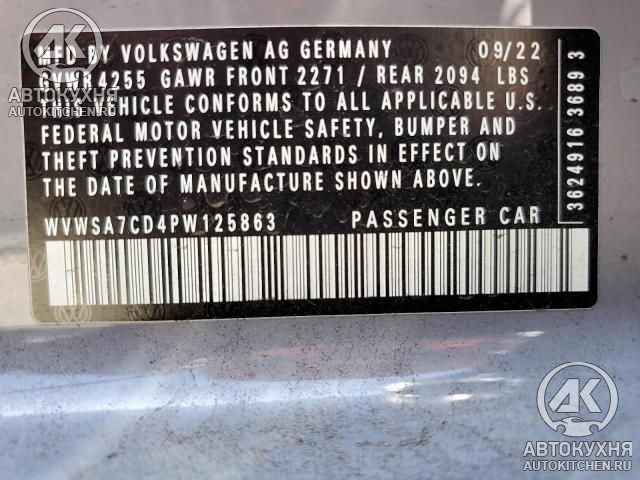 MFD BY VOLKSWAGEN AG GERMANY 09/22
GVWR 4255 GAWR FRONT 2271 / REAR 2094 LBS
THIS VEHICLE CONFORMS TO ALL APPLICABLE U.S.
FEDERAL MOTOR VEHICLE SAFETY, BUMPER AND
THEFT PREVENTION STANDARDS IN EFFECT ON
THE DATE OF MANUFACTURE SHOWN ABOVE.
WVWSA7CD4PW125863 PASSENGER CAR
3624916 3689 3
АК
АВТОКУХНЯ
AUTOKITCHEN.RU
АК
АВТОКУХНЯ
AUTOKITCHEN.RU